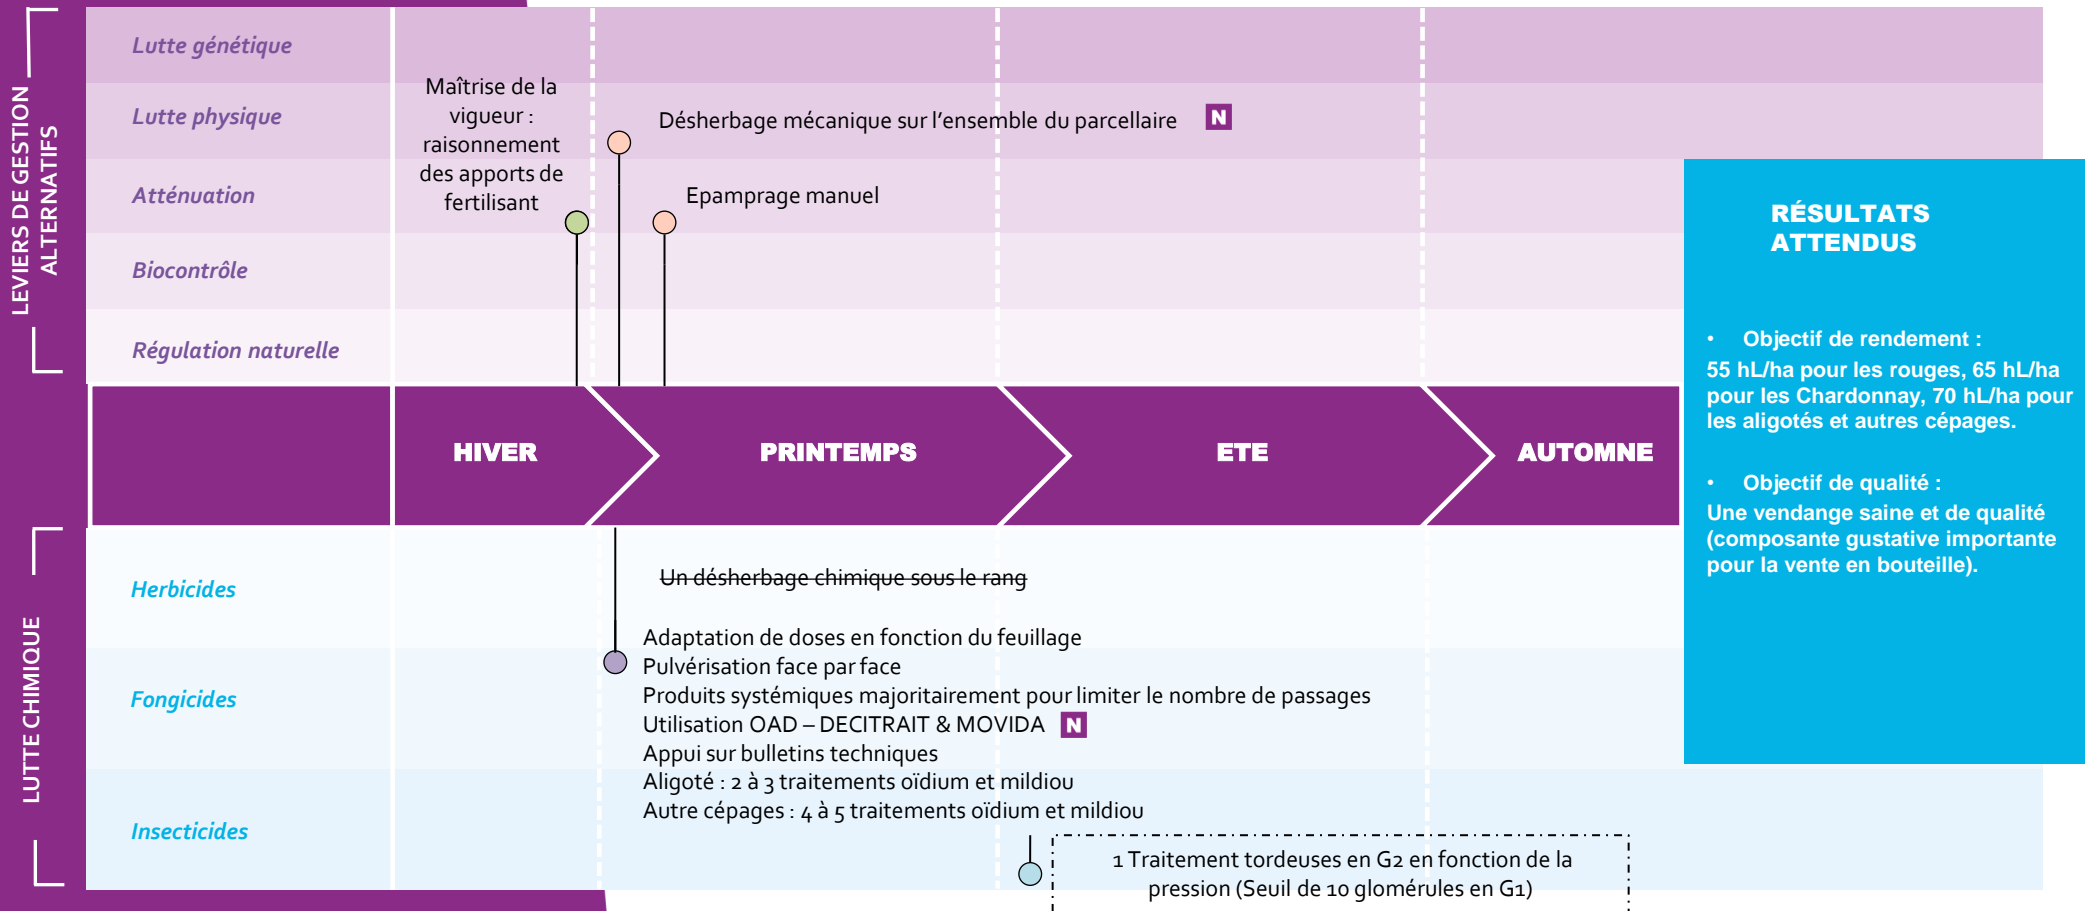 LEVIERS DE GESTION
ALTERNATIFS
Lutte génétique
Lutte physique
Atténuation
Biocontrôle
Régulation naturelle
Maîtrise de la
vigueur :
raisonnement
des apports de
fertilisant
Désherbage mécanique sur l'ensemble du parcellaire N
Epamprage manuel
HIVER
PRINTEMPS
ETE
AUTOMNE
RÉSULTATS
ATTENDUS
• Objectif de rendement :
55 hL/ha pour les rouges, 65 hL/ha
pour les Chardonnay, 70 hL/ha pour
les aligotés et autres cépages.
• Objectif de qualité :
Une vendange saine et de qualité
(composante gustative importante
pour la vente en bouteille).
LUTTE CHIMIQUE
Herbicides
Fongicides
Insecticides
Un désherbage chimique sous le rang
Adaptation de doses en fonction du feuillage
Pulvérisation face par face
Produits systémiques majoritairement pour limiter le nombre de passages
Utilisation OAD – DECITRAIT & MOVIDA N
Appui sur bulletins techniques
Aligoté : 2 à 3 traitements oïdium et mildiou
Autre cépages : 4 à 5 traitements oïdium et mildiou
1 Traitement tordeuses en G2 en fonction de la
pression (Seuil de 10 glomérules en G1)